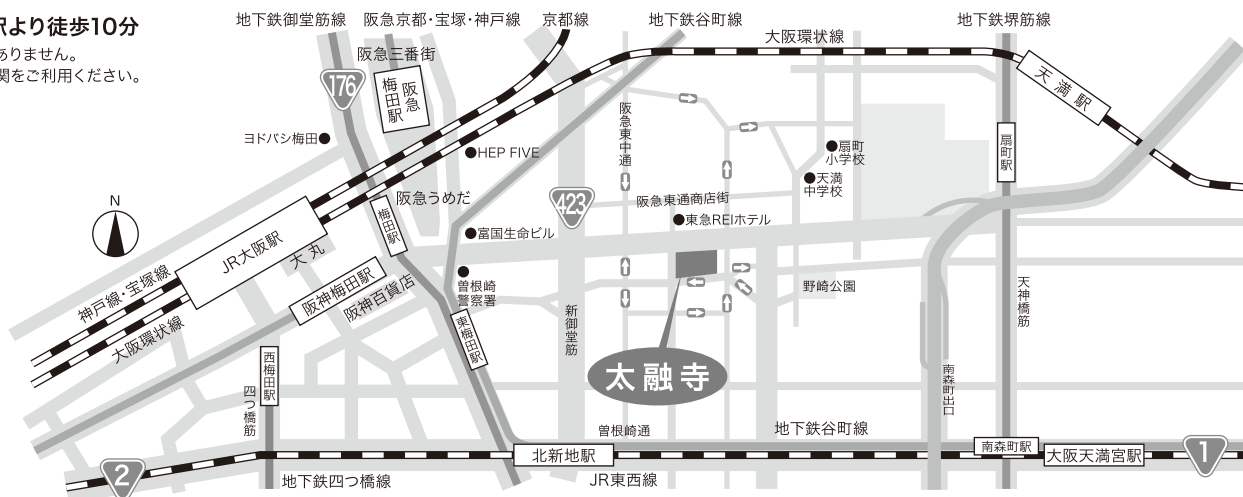 駅より徒歩10分
ありません。
関をご利用ください。
地下鉄御堂筋線
阪急京都・宝塚・神戸線
京都線
地下鉄谷町線
地下鉄堺筋線
大阪環状線
阪急三番街
176
阪急
梅田駅
天満駅
ヨドバシ梅田
HEP FIVE
阪急東中通
扇町
小学校
扇町駅
天満
中学校
N
阪急うめだ
梅田駅
423
阪急東通商店街
東急REIホテル
JR大阪駅
大丸
富国生命ビル
神戸線・宝塚線
阪神梅田駅
阪神百貨店
曽根崎
警察署
野崎公園
天神橋筋
大阪環状線
東梅田駅
新御堂筋
西梅田駅
四つ橋筋
太融寺
南森町出口
曽根崎通
地下鉄谷町線
北新地駅
南森町駅
大阪天満宮駅
1
2
地下鉄四つ橋線
JR東西線